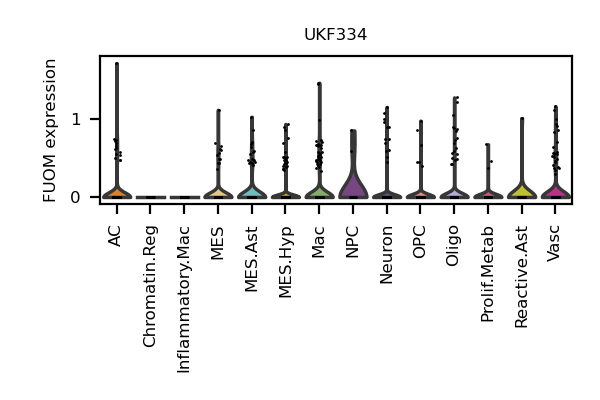 UKF334
FUOM expression
1
0
AC
Chromatin.Reg
Inflammatory.Mac
MES
MES.Ast
MES.Hyp
Mac
NPC
Neuron
OPC
Oligo
Prolif.Metab
Reactive.Ast
Vasc